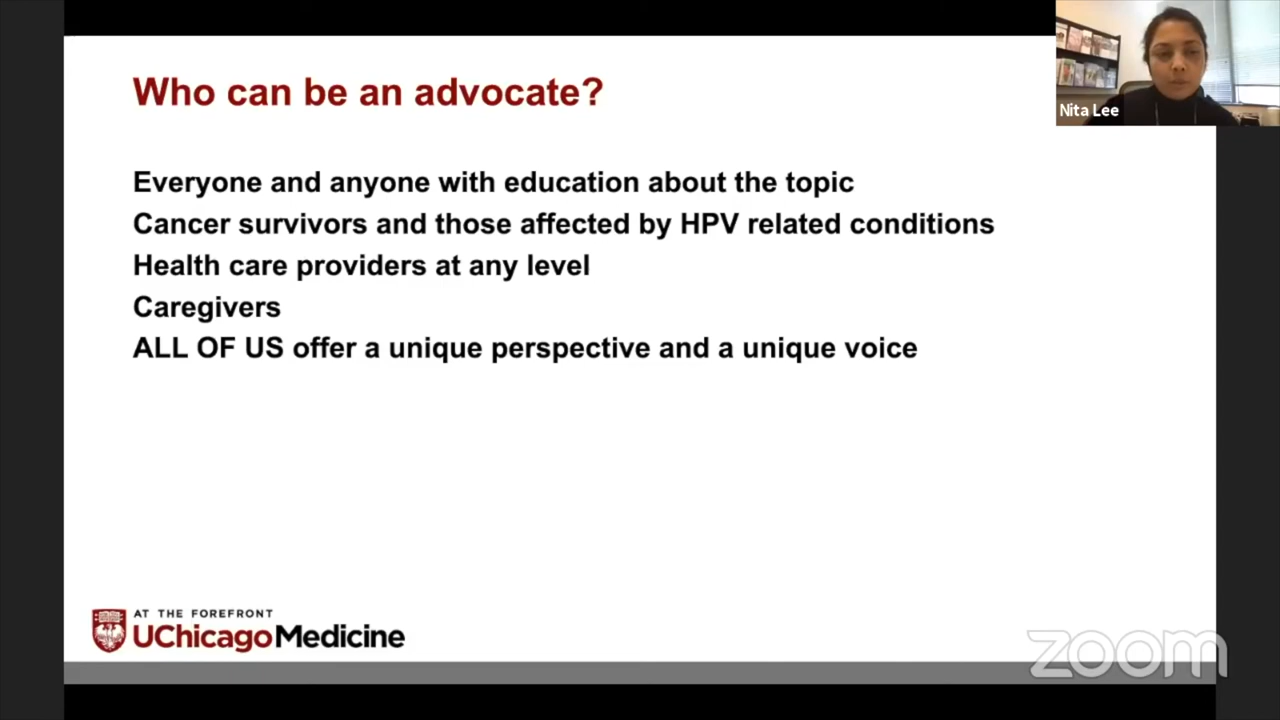 Who can be an advocate?
Nita Lee
Everyone and anyone with education about the topic
Cancer survivors and those affected by HPV related conditions
Health care providers at any level
Caregivers
ALL OF US offer a unique perspective and a unique voice
AT THE FOREFRONT
UChicago Medicine
zoom